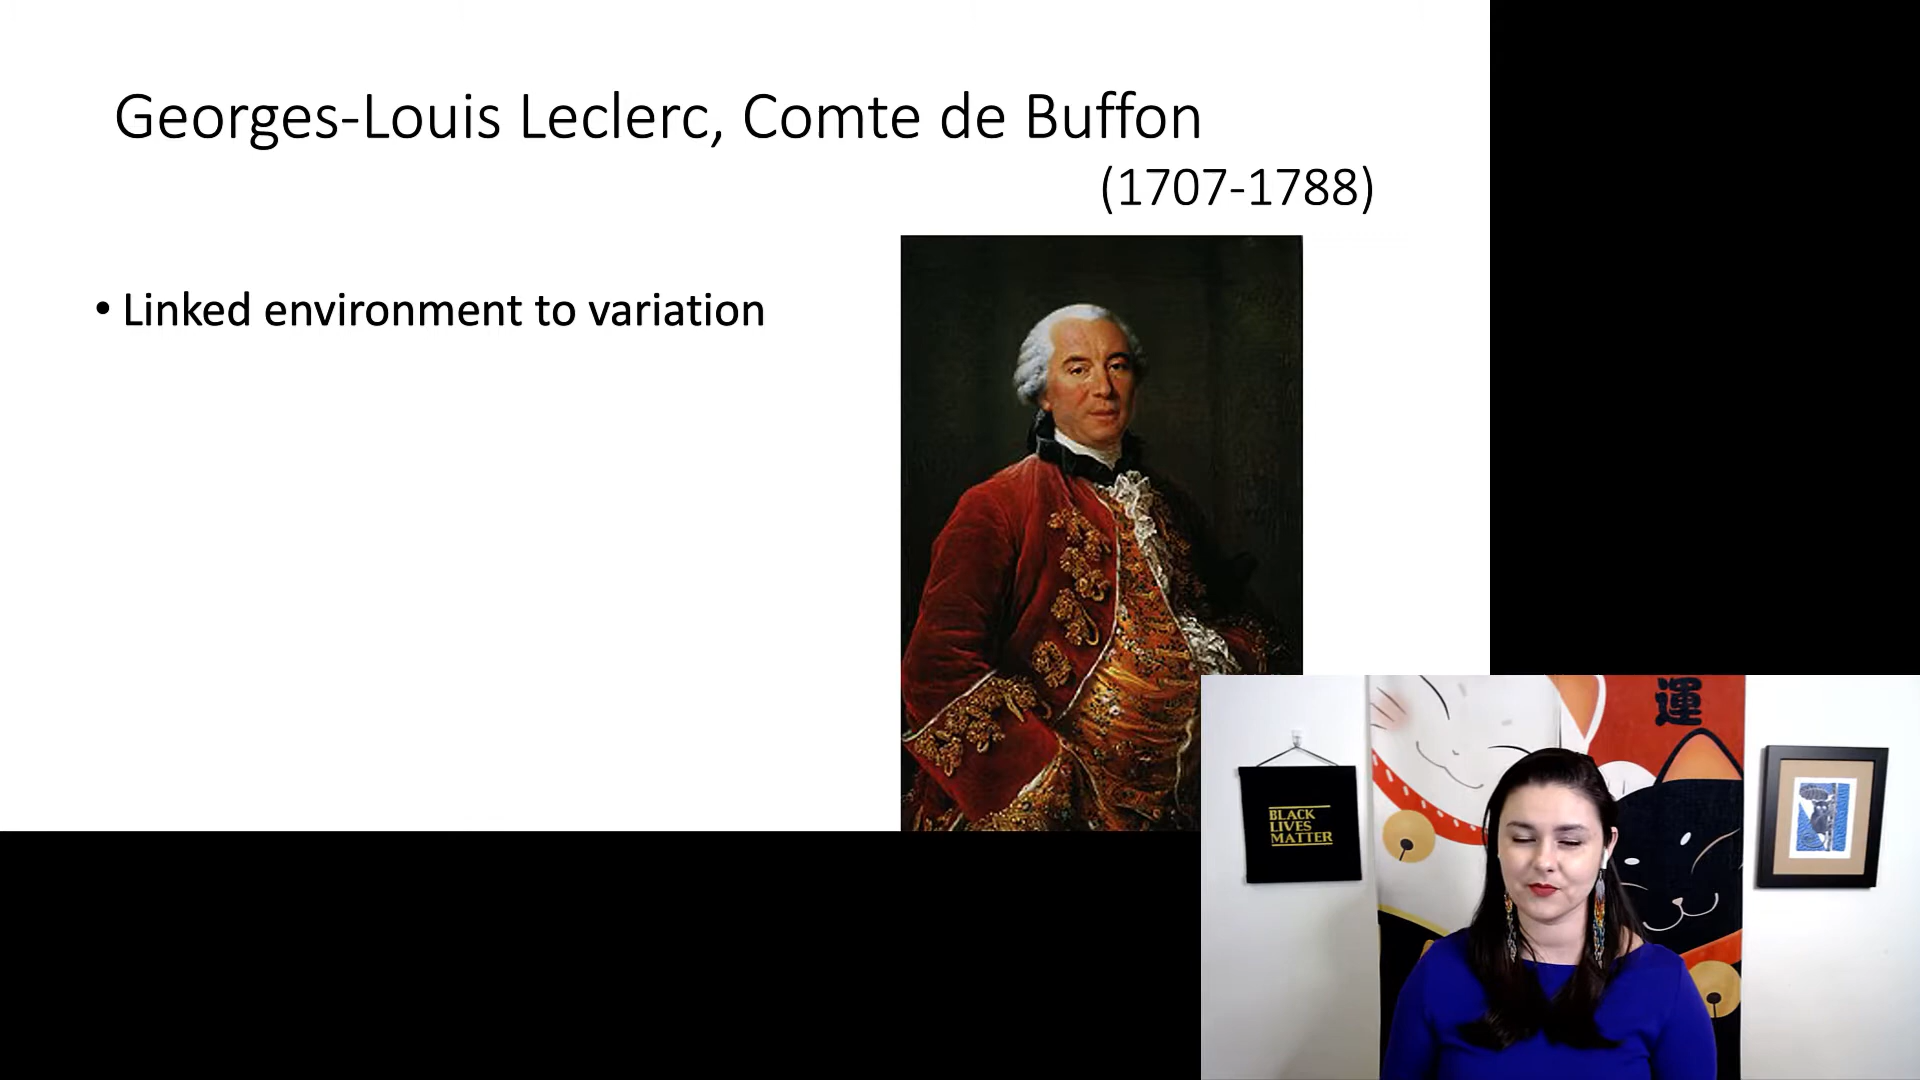 Georges-Louis Leclerc, Comte de Buffon
(1707-1788)
• Linked environment to variation
運
BLACK
LIVES
MATTER